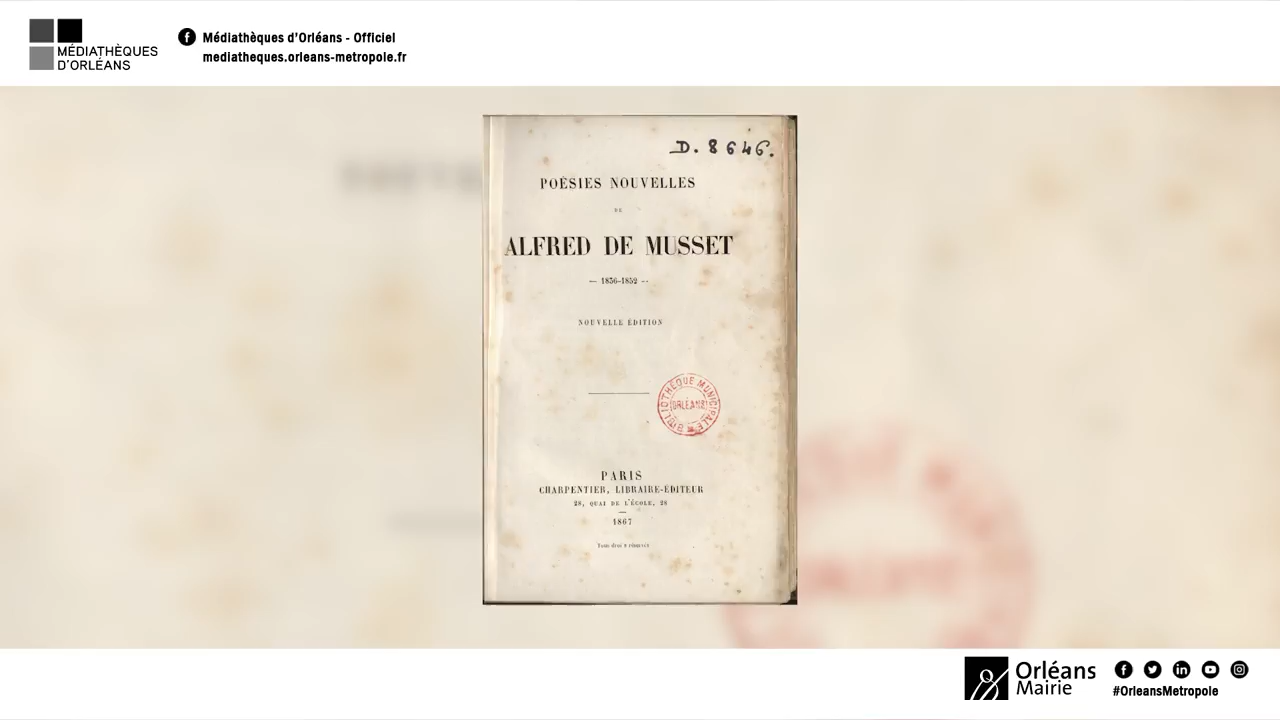 MÉDIATHÈQUES
D'ORLÉANS
Médiathèques d'Orléans - Officiel
mediatheques.orleans-metropole.fr
D. 8646.
POÉSIES NOUVELLES
DE
ALFRED DE MUSSET
— 1836-1852 —
NOUVELLE ÉDITION
BIBLIOTHÈQUE MUNICIPALE
ORLÉANS
PARIS
CHARPENTIER, LIBRAIRE-ÉDITEUR
28, QUAI DE L'ÉCOLE, 28
1867
Orléans
Mairie
#OrleansMetropole